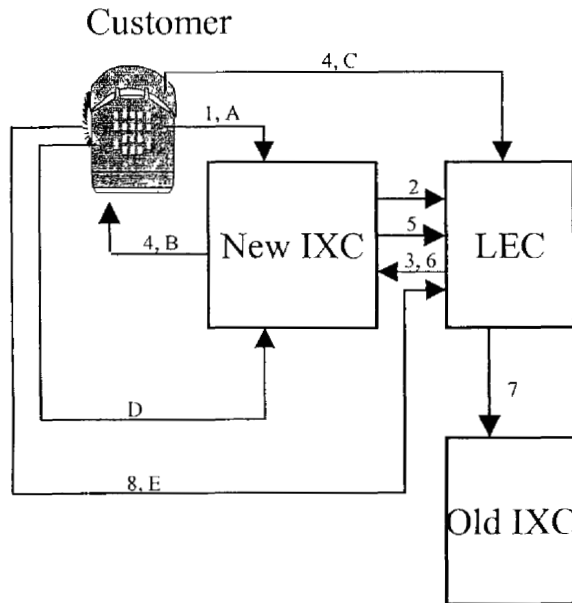 Customer
4, C
1, A
2
New IXC
5
LEC
4, B
3, 6
7
D
8, E
Old IXC